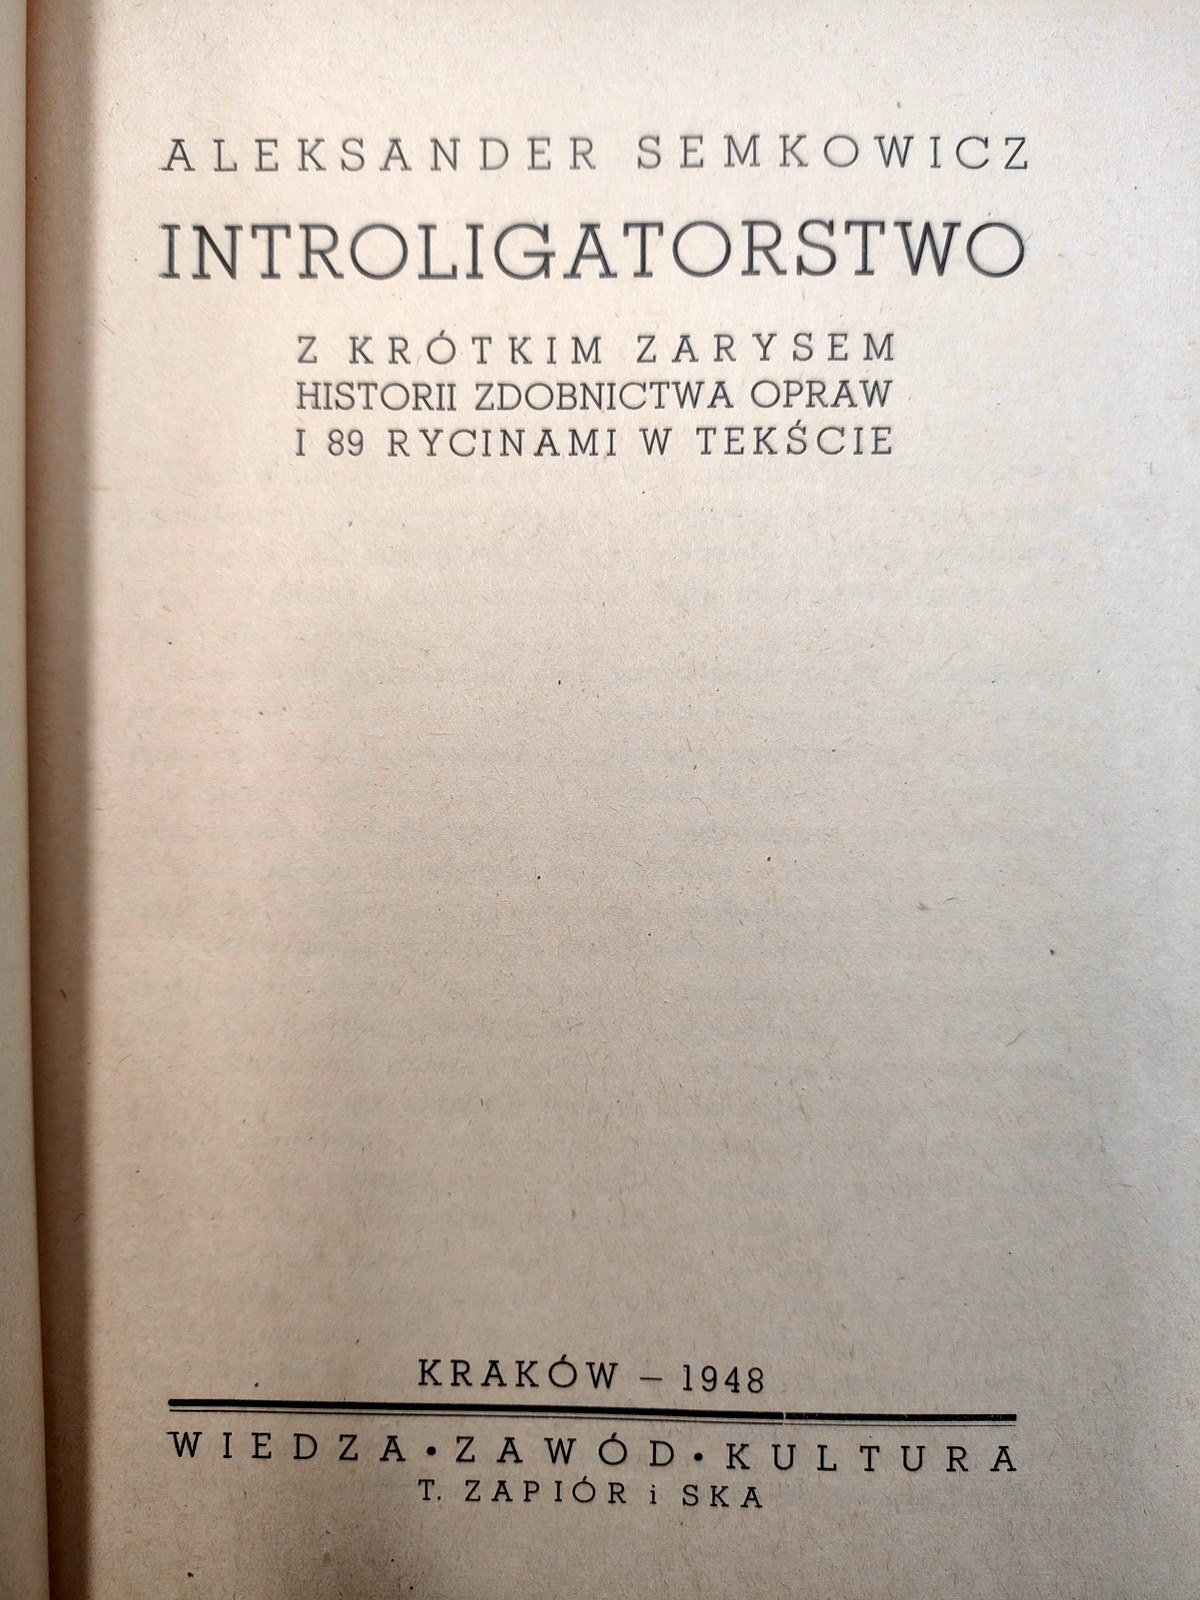 ALEKSANDER SEMKOWICZ
INTROLIGATORSTWO
Z KRÓTKIM ZARYSEM
HISTORII ZDOBNICTWA OPRAW
I 89 RYCINAMI W TEKŚCIE
KRAKÓW — 1948
WIEDZA • ZAWÓD • KULTURA
T. ZAPIÓR i SKA